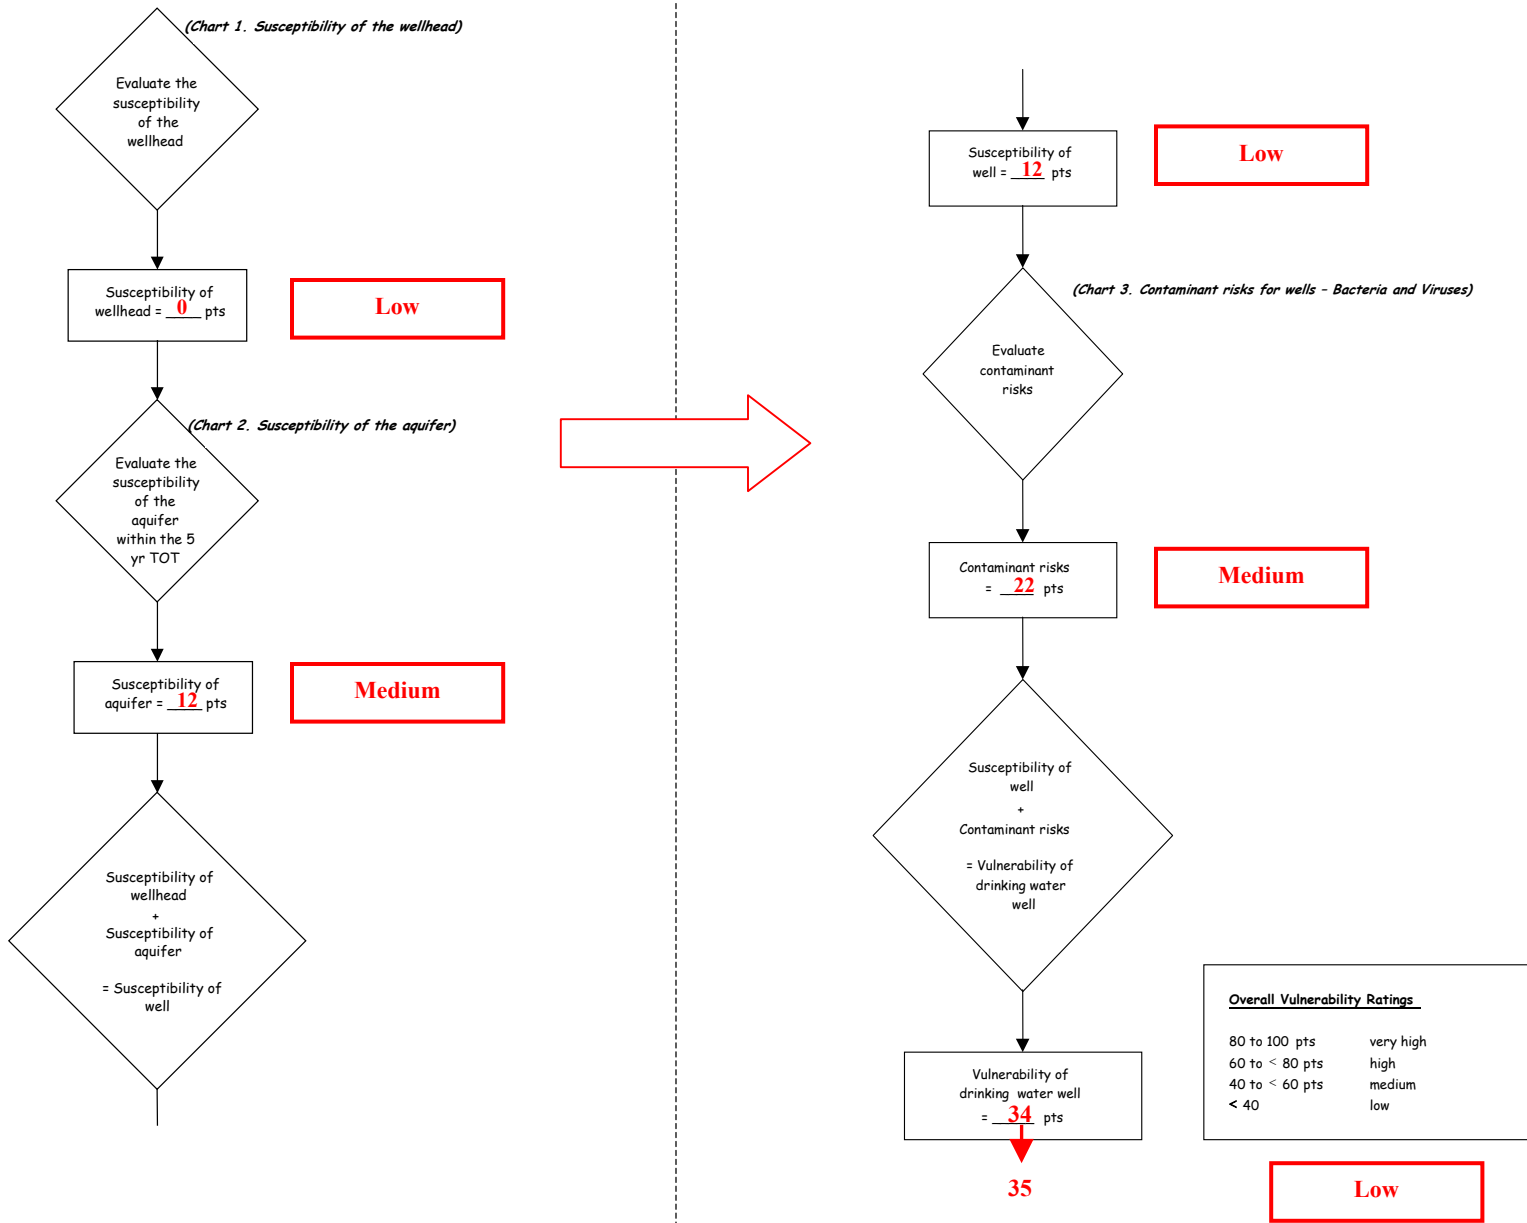 (Chart 1. Susceptibility of the wellhead)
Evaluate the
susceptibility
of the
wellhead
Susceptibility of
wellhead = 0 pts
Low
(Chart 2. Susceptibility of the aquifer)
Evaluate the
susceptibility
of the
aquifer
within the 5
yr TOT
Susceptibility of
aquifer = 12 pts
Medium
Susceptibility of
wellhead
+
Susceptibility of
aquifer
= Susceptibility of
well
Susceptibility of
well = 12 pts
Low
(Chart 3. Contaminant risks for wells – Bacteria and Viruses)
Evaluate
contaminant
risks
Contaminant risks
= 22 pts
Medium
Susceptibility of
well
+
Contaminant risks
= Vulnerability of
drinking water
well
Vulnerability of
drinking water well
= 34 pts
35
Overall Vulnerability Ratings
80 to 100 pts very high
60 to < 80 pts high
40 to < 60 pts medium
< 40 low
Low